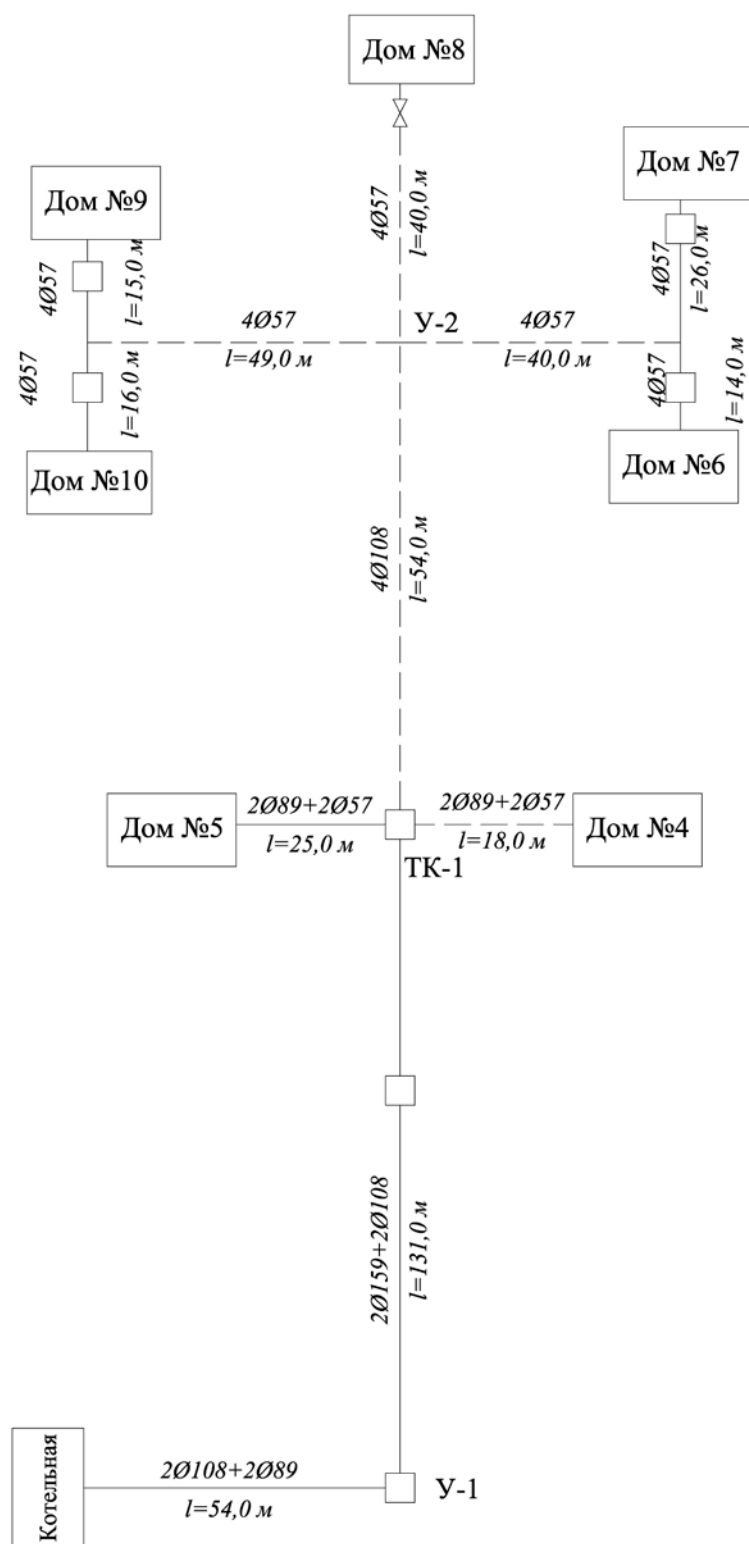 Дом №8
4Ø57
l=40,0 м
Дом №7
4Ø57
l=26,0 м
Дом №9
4Ø57
l=15,0 м
4Ø57
l=49,0 м
У-2
4Ø57
l=40,0 м
4Ø57
l=16,0 м
4Ø57
l=14,0 м
Дом №10
Дом №6
4Ø108
l=54,0 м
Дом №5
2Ø89+2Ø57
l=25,0 м
2Ø89+2Ø57
l=18,0 м
Дом №4
ТК-1
2Ø159+2Ø108
l=131,0 м
Котельная
2Ø108+2Ø89
l=54,0 м
У-1